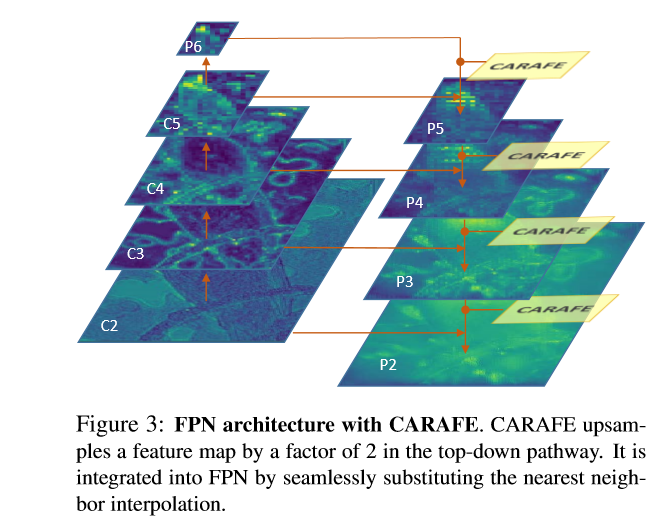 P6
CARAFE
C5
P5
CARAFE
C4
P4
CARAFE
C3
P3
CARAFE
C2
P2
Figure 3: FPN architecture with CARAFE. CARAFE upsam-
ples a feature map by a factor of 2 in the top-down pathway. It is
integrated into FPN by seamlessly substituting the nearest neigh-
bor interpolation.